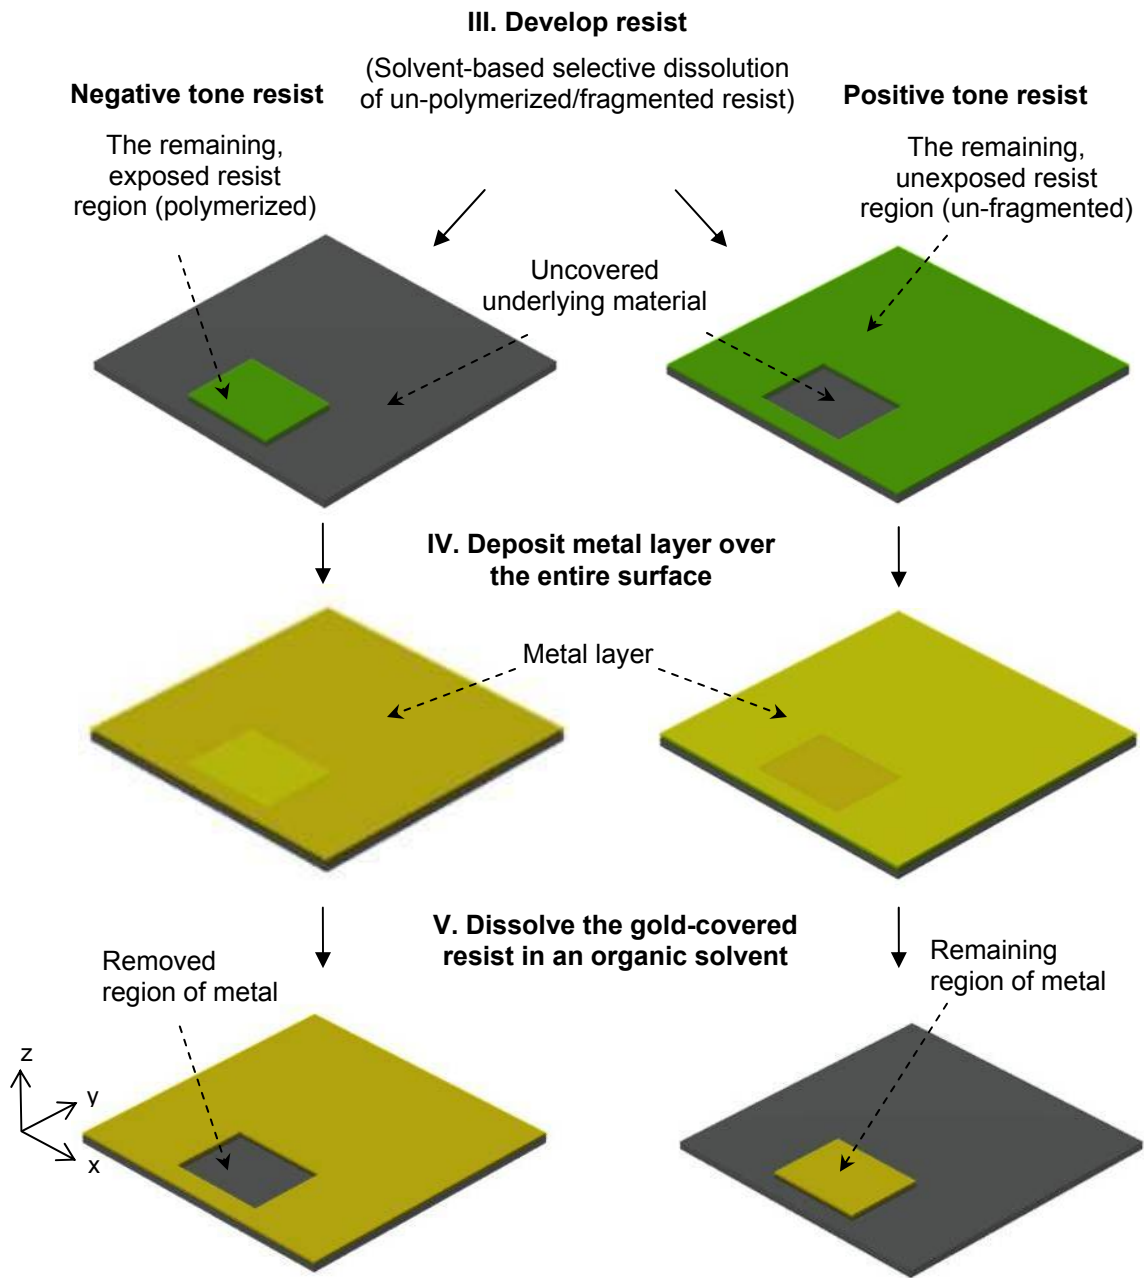 III. Develop resist
(Solvent-based selective dissolution
of un-polymerized/fragmented resist)
Negative tone resist
Positive tone resist
The remaining,
exposed resist
region (polymerized)
The remaining,
unexposed resist
region (un-fragmented)
Uncovered
underlying material
IV. Deposit metal layer over
the entire surface
Metal layer
V. Dissolve the gold-covered
resist in an organic solvent
Removed
region of metal
Remaining
region of metal
z
y
x